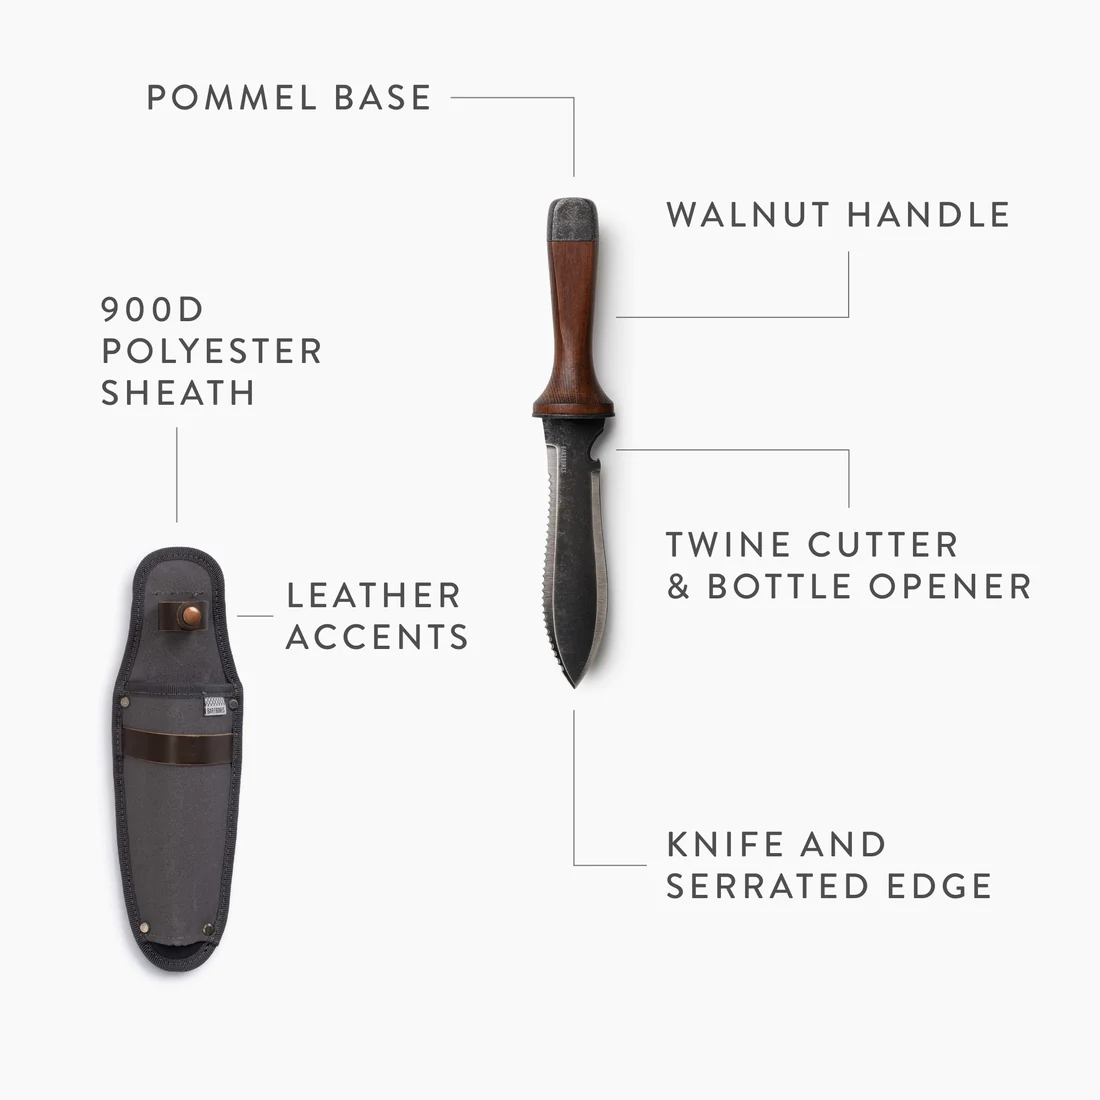 POMMEL BASE
WALNUT HANDLE
900D
POLYESTER
SHEATH
TWINE CUTTER
& BOTTLE OPENER
LEATHER
ACCENTS
KNIFE AND
SERRATED EDGE